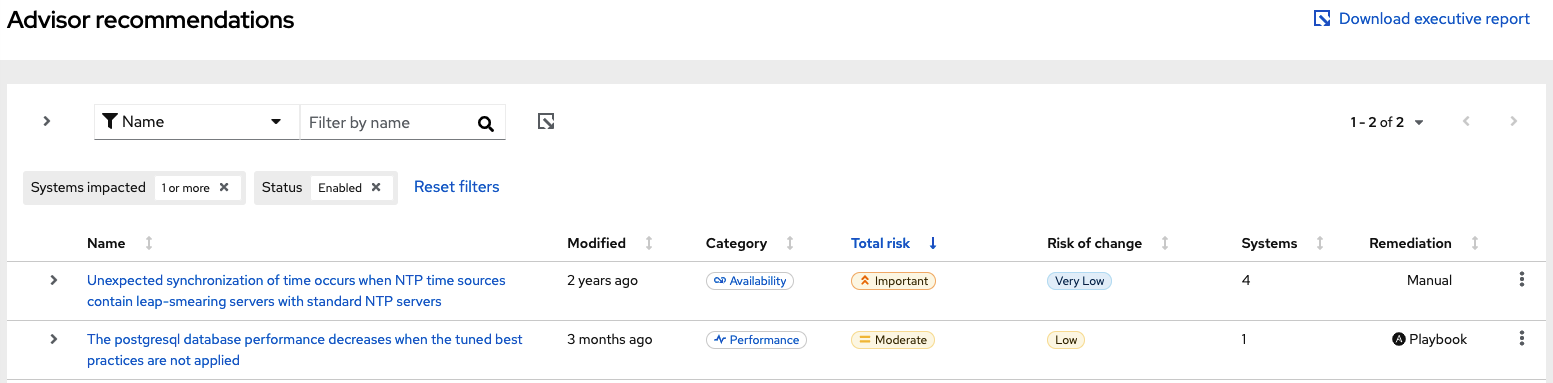 Advisor recommendations
Download executive report
Name
Filter by name
1 - 2 of 2
Systems impacted 1 or more
Status Enabled
Reset filters
Name Modified Category Total risk Risk of change Systems Remediation
Unexpected synchronization of time occurs when NTP time sources
contain leap-smearing servers with standard NTP servers
2 years ago
Availability
Important
Very Low
4
Manual
The postgresql database performance decreases when the tuned best
practices are not applied
3 months ago
Performance
Moderate
Low
1
Playbook